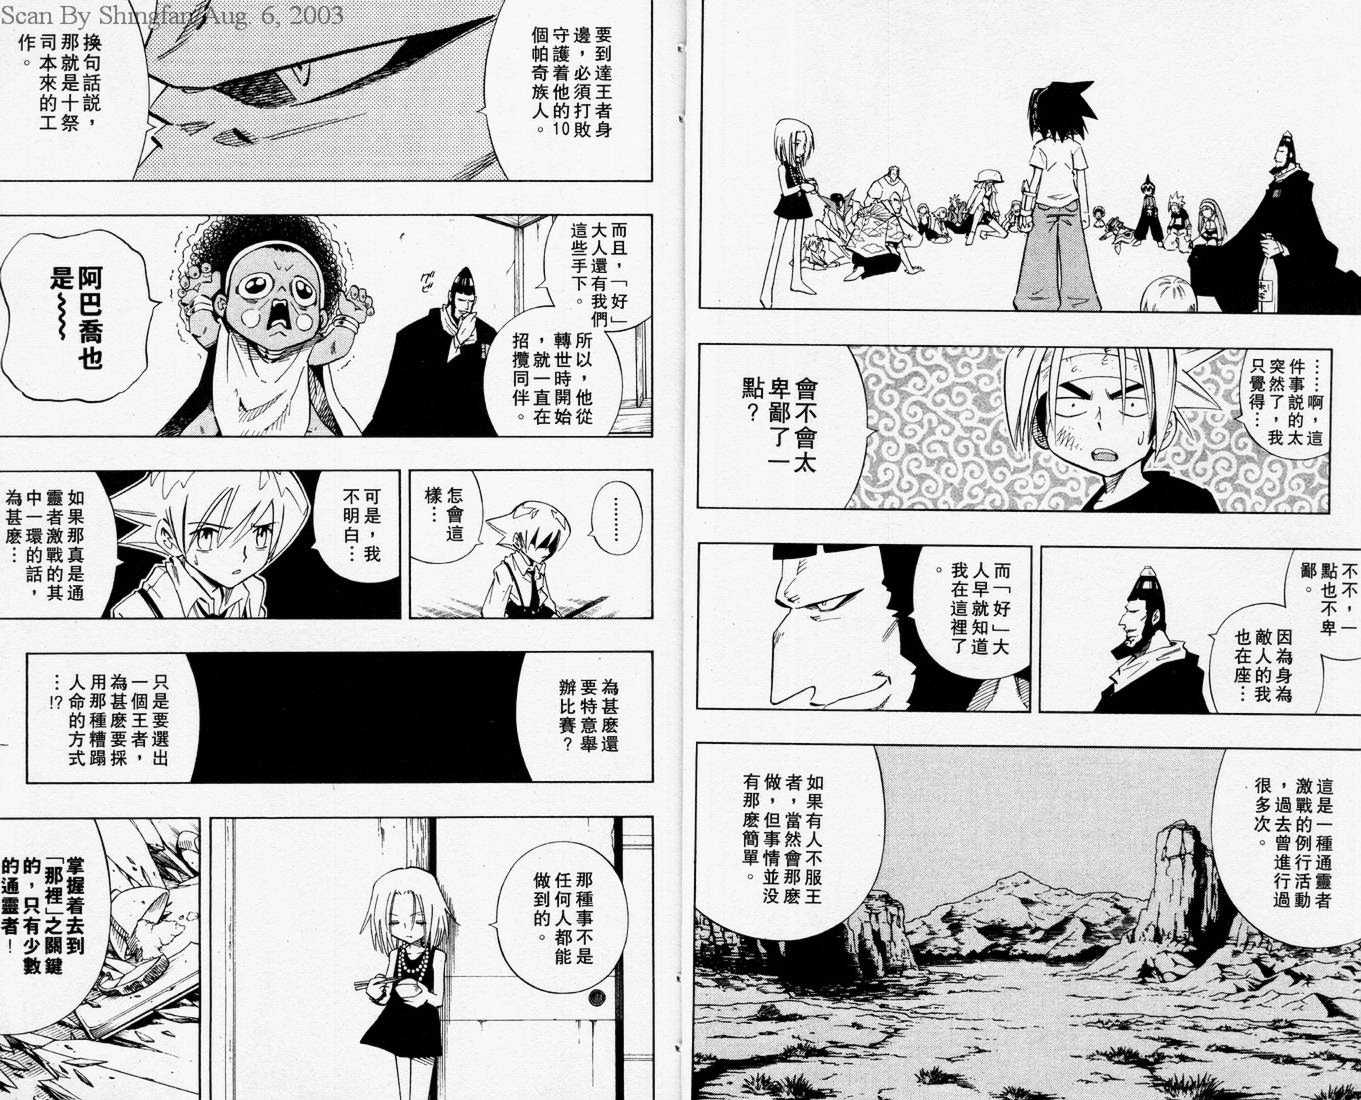 Scan By Shingfan Aug. 6, 2003
……啊，這
件事説的太
突然了，我
只覺得…
會不會太
卑鄙了一
點？
不不，一
點也不卑
鄙。
因為身為
敵人的我
也在座…
而「好」大
人早就知道
我在這裡了
。
這是一種通靈者
激戰的例行活動
，過去曾進行過
很多次。
如果有人不服王
者，當然會那麽
做，但事情並没
有那麽簡單。
要到達王者身
邊，必須打敗
守護着他的10
個帕奇族人。
換句話説，
那就是十祭
司本來的工
作。
而且，「好」
大人還有我們
這些手下。
所以，他從
轉世時開始
，就一直在
招攬同伴。
阿巴喬也
是～～
………
怎會這
樣…
可是，我
不明白…
如果那真是通
靈者激戰的其
中一環的話，
為甚麽…
為甚麽還
要特意舉
辦比賽？
只是要選出
一個王者，
為甚麽要採
用那種糟蹋
人命的方式
…!?
那種事不是
任何人都能
做到的。
掌握着去到
「那裡」之關鍵
的，只有少數
的通靈者！